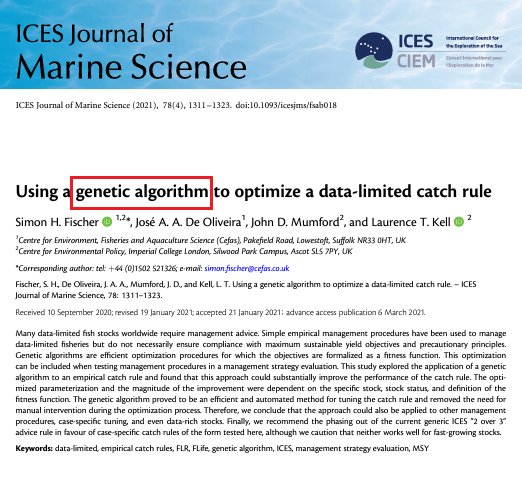 ICES Journal of
Marine Science
ICES
CIEM
International Council for
the Exploration of the Sea
Conseil International pour
l'Exploration de la Mer
ICES Journal of Marine Science (2021), 78(4), 1311–1323. doi:10.1093/icesjms/fsab018
Using a genetic algorithm to optimize a data-limited catch rule
Simon H. Fischer 1,2*, José A. A. De Oliveira1, John D. Mumford2, and Laurence T. Kell 2
1Centre for Environment, Fisheries and Aquaculture Science (Cefas), Pakefield Road, Lowestoft, Suffolk NR33 0HT, UK
2Centre for Environmental Policy, Imperial College London, Silwood Park Campus, Ascot SL5 7PY, UK
*Corresponding author: tel: +44 (0)1502 521326; e-mail: simon.fischer@cefas.co.uk
Fischer, S. H., De Oliveira, J. A. A., Mumford, J. D., and Kell, L. T. Using a genetic algorithm to optimize a data-limited catch rule. – ICES
Journal of Marine Science, 78: 1311–1323.
Received 10 September 2020; revised 19 January 2021; accepted 21 January 2021; advance access publication 6 March 2021.
Many data-limited fish stocks worldwide require management advice. Simple empirical management procedures have been used to manage
data-limited fisheries but do not necessarily ensure compliance with maximum sustainable yield objectives and precautionary principles.
Genetic algorithms are efficient optimization procedures for which the objectives are formalized as a fitness function. This optimization
can be included when testing management procedures in a management strategy evaluation. This study explored the application of a genetic
algorithm to an empirical catch rule and found that this approach could substantially improve the performance of the catch rule. The opti-
mized parameterization and the magnitude of the improvement were dependent on the specific stock, stock status, and definition of the
fitness function. The genetic algorithm proved to be an efficient and automated method for tuning the catch rule and removed the need for
manual intervention during the optimization process. Therefore, we conclude that the approach could also be applied to other management
procedures, case-specific tuning, and even data-rich stocks. Finally, we recommend the phasing out of the current generic ICES "2 over 3"
advice rule in favour of case-specific catch rules of the form tested here, although we caution that neither works well for fast-growing stocks.
Keywords: data-limited, empirical catch rules, FLR, FLife, genetic algorithm, ICES, management strategy evaluation, MSY